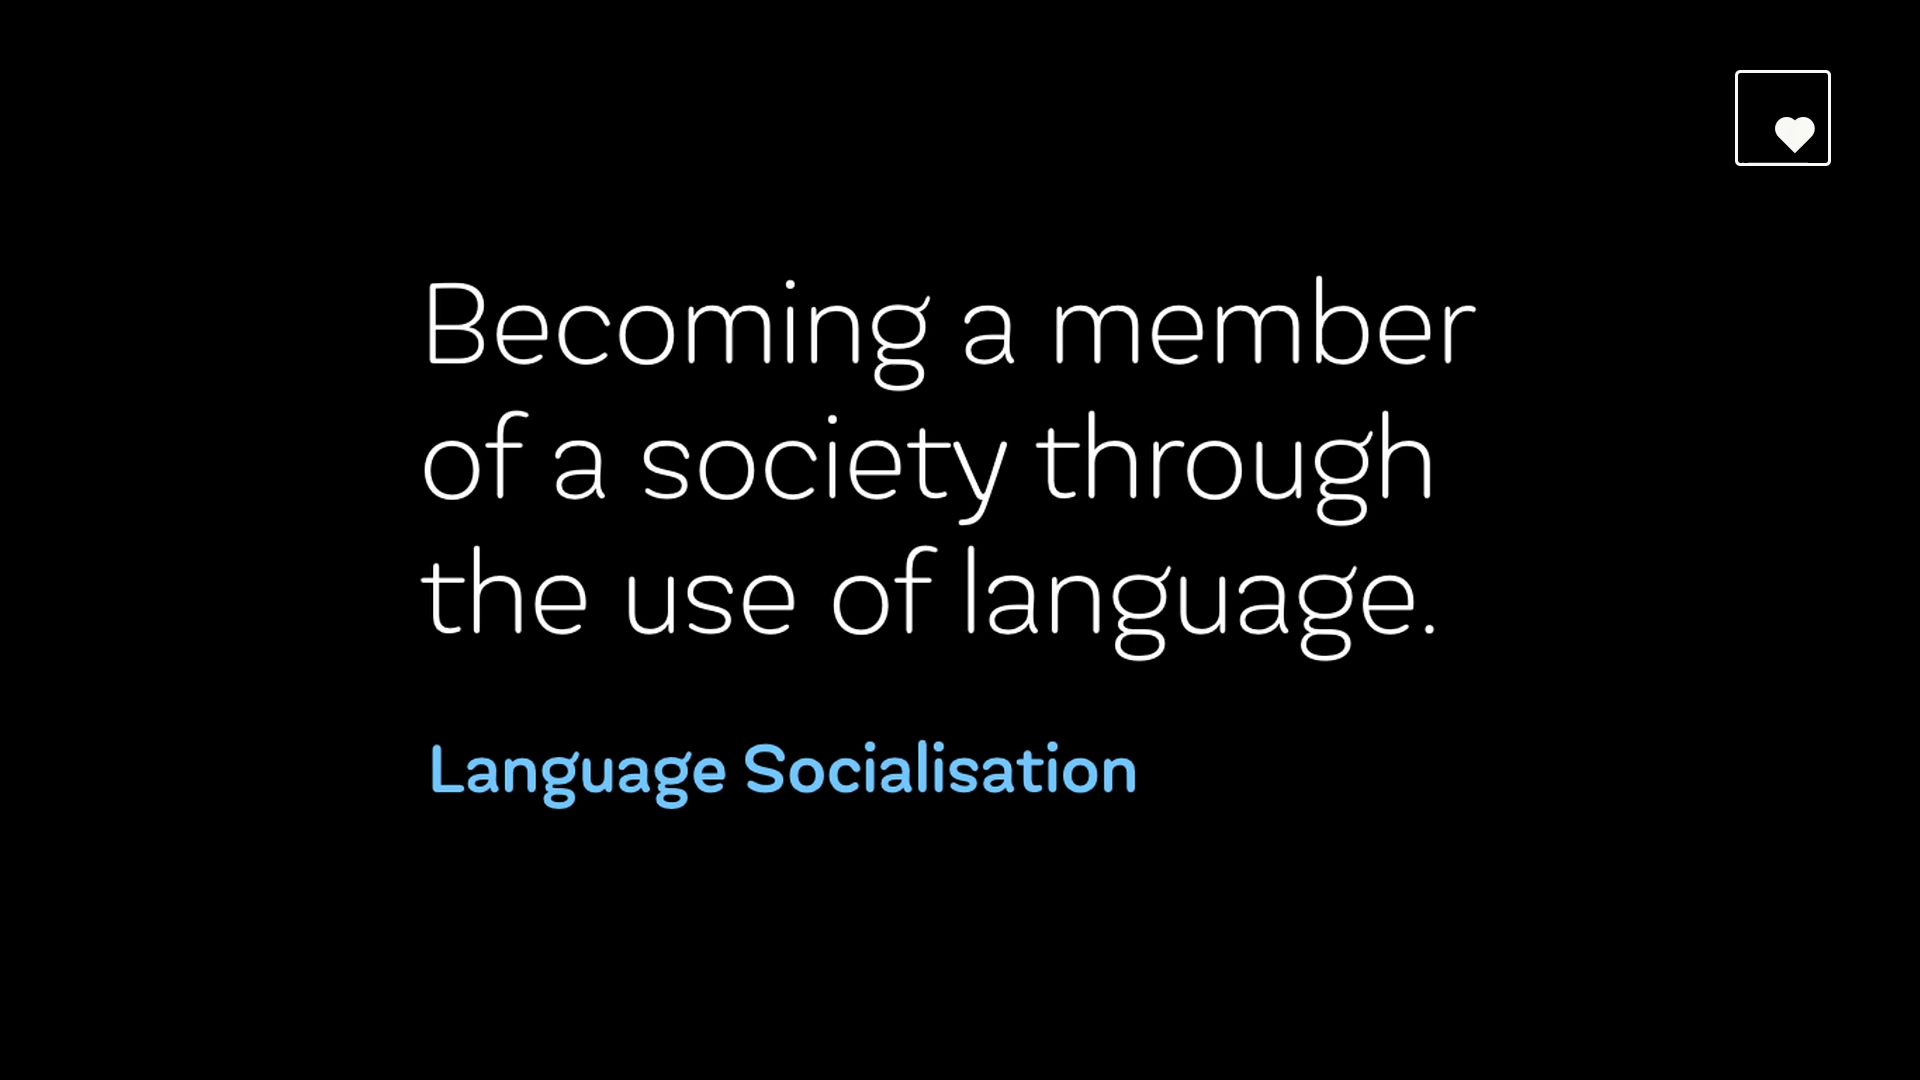 Becoming a member
of a society through
the use of language.
Language Socialisation